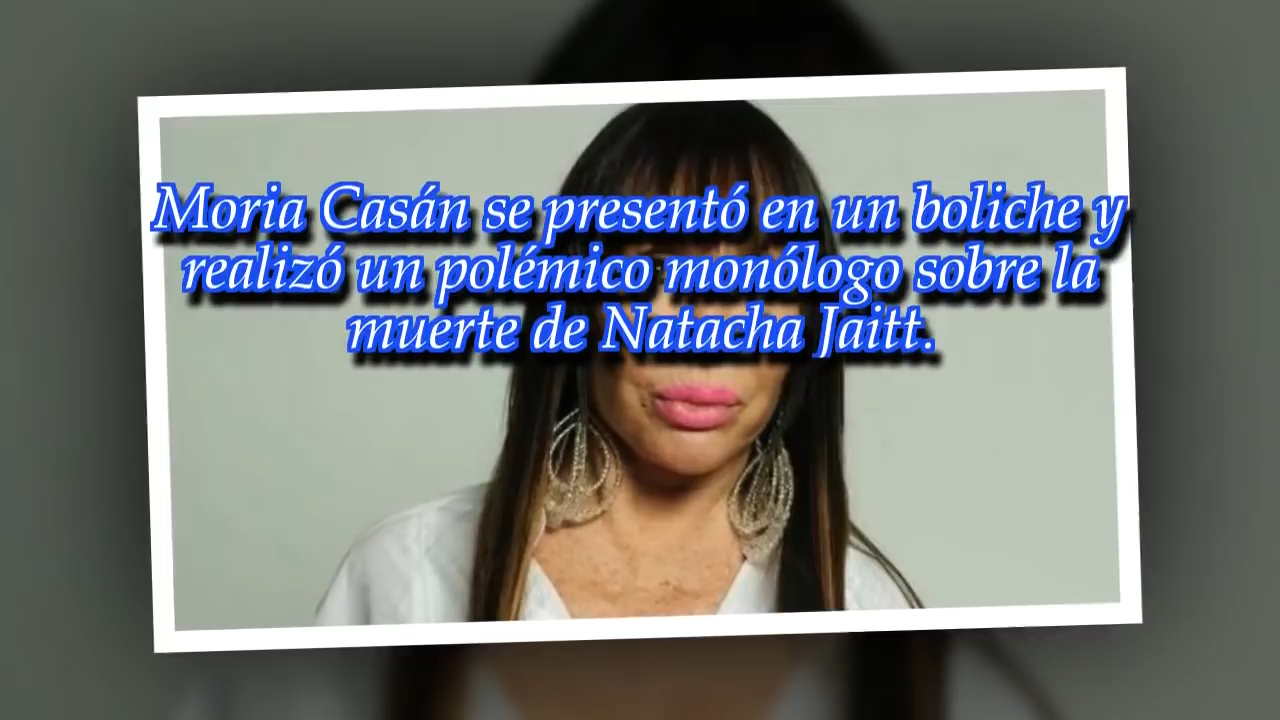 Moria Casán se presentó en un boliche y
realizó un polémico monólogo sobre la
muerte de Natacha Jaitt.